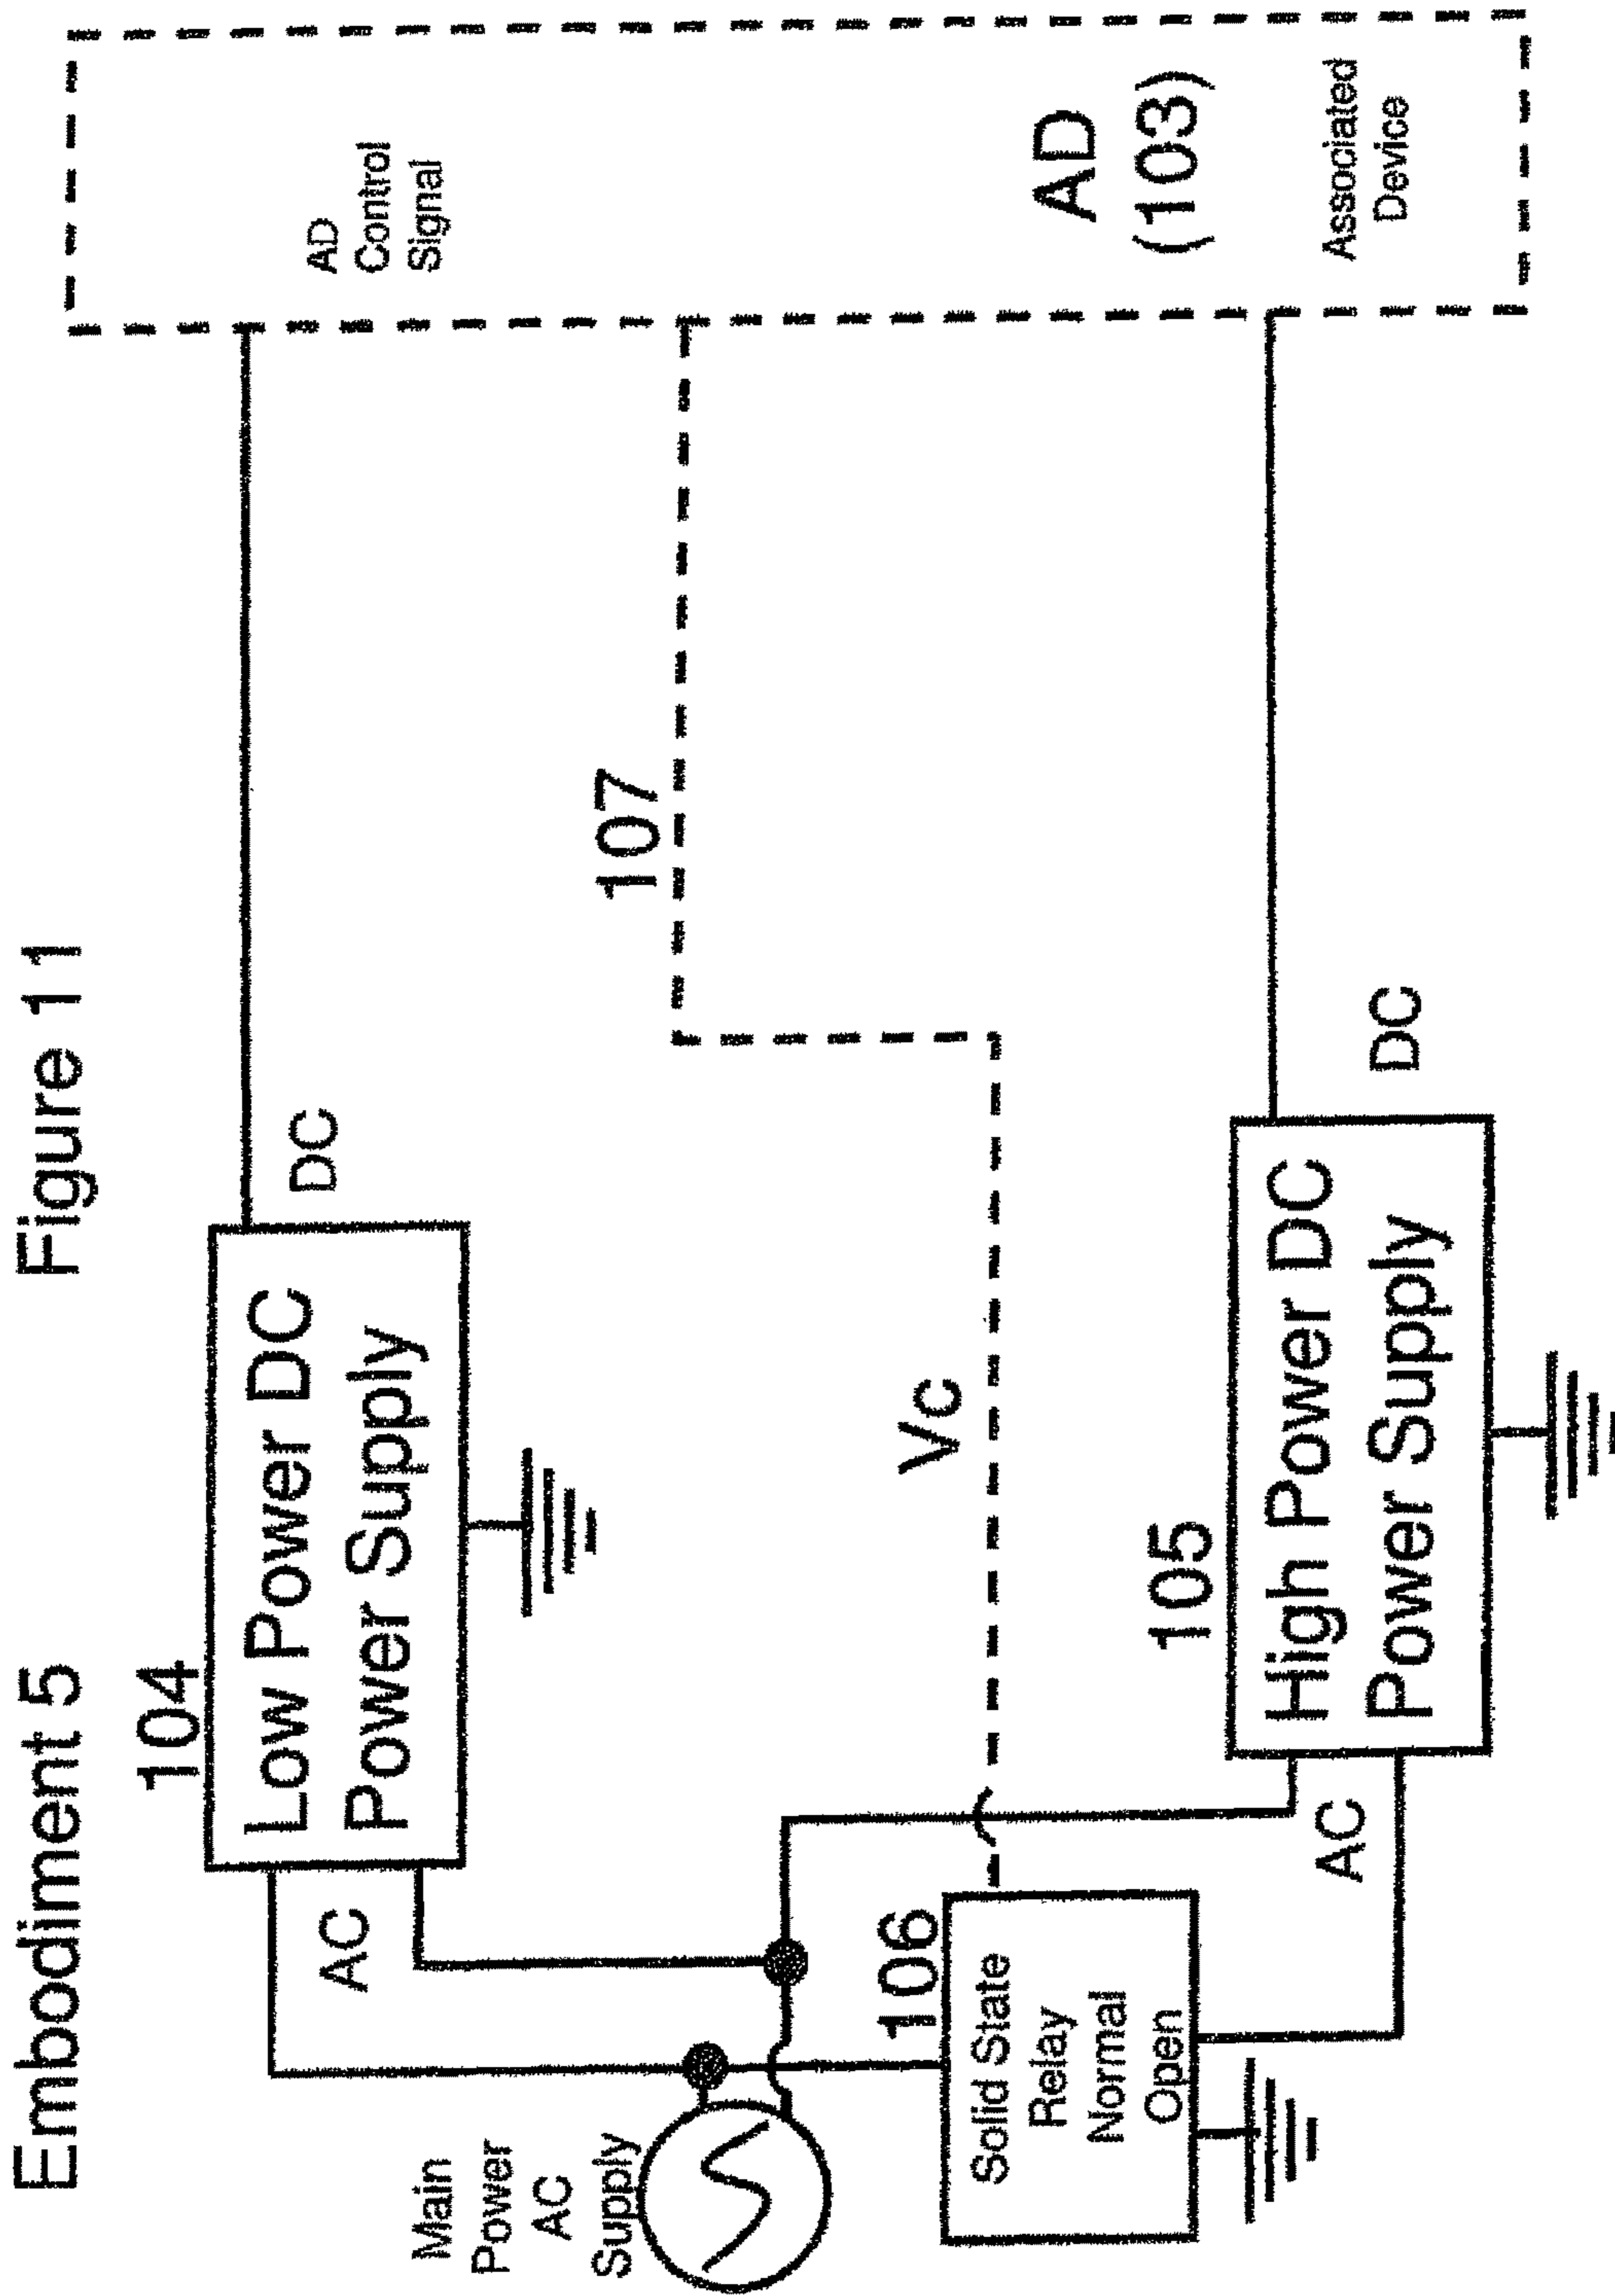 Embodiment 5
Figure 11
104
Low Power DC
Power Supply
DC
AC
AD
Control
Signal
Main
Power
AC
Supply
107
106
Solid State
Relay
Normal
Open
Vc
AD
(103)
Associated
Device
105
High Power DC
Power Supply
AC
DC